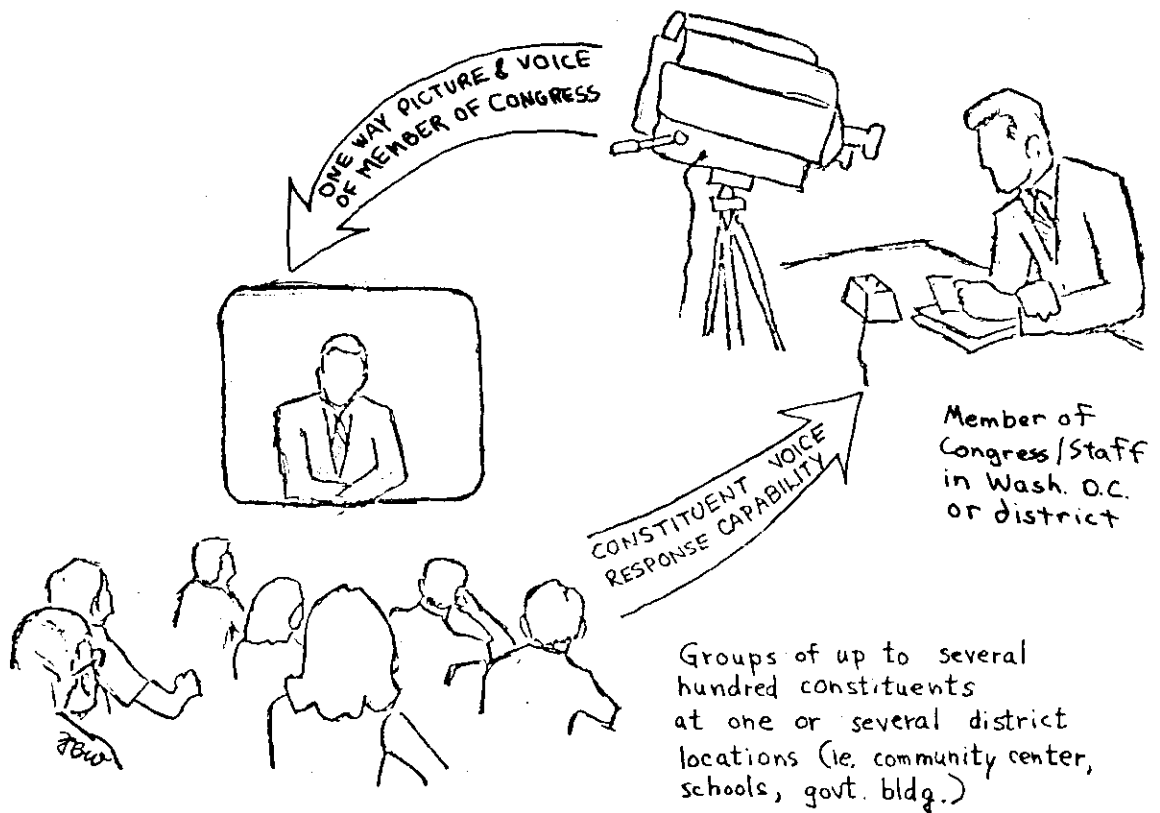 ONE WAY PICTURE & VOICE
OF MEMBER OF CONGRESS
CONSTITUENT VOICE
RESPONSE CAPABILITY
Member of
Congress/Staff
in Wash. D.C.
or district
Groups of up to several
hundred constituents
at one or several district
locations (ie. community center,
schools, govt. bldg.)